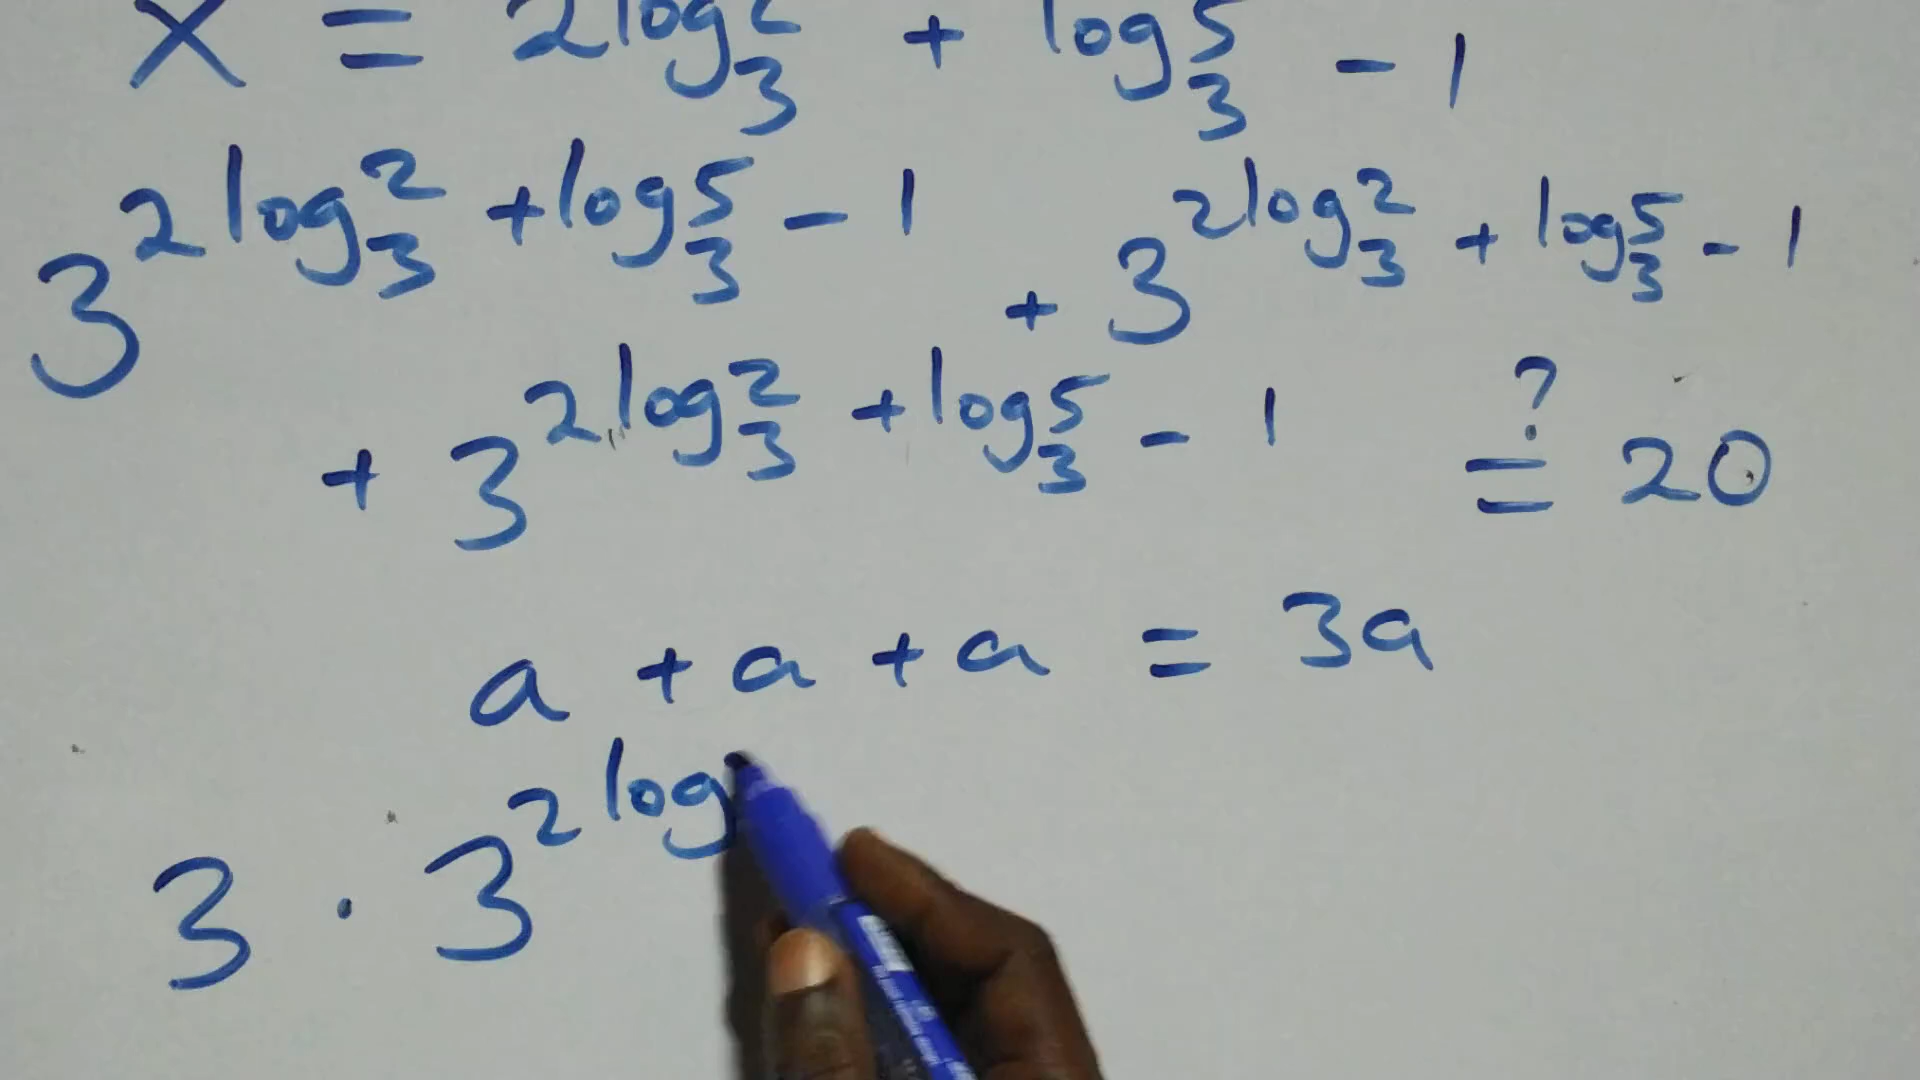 x = 2log₃2 + log₃5 - 1
3^(2log₃2 + log₃5 - 1) + 3^(2log₃2 + log₃5 - 1)
+ 3^(2log₃2 + log₃5 - 1) ≟ 20
a + a + a = 3a
3 · 3^(2log